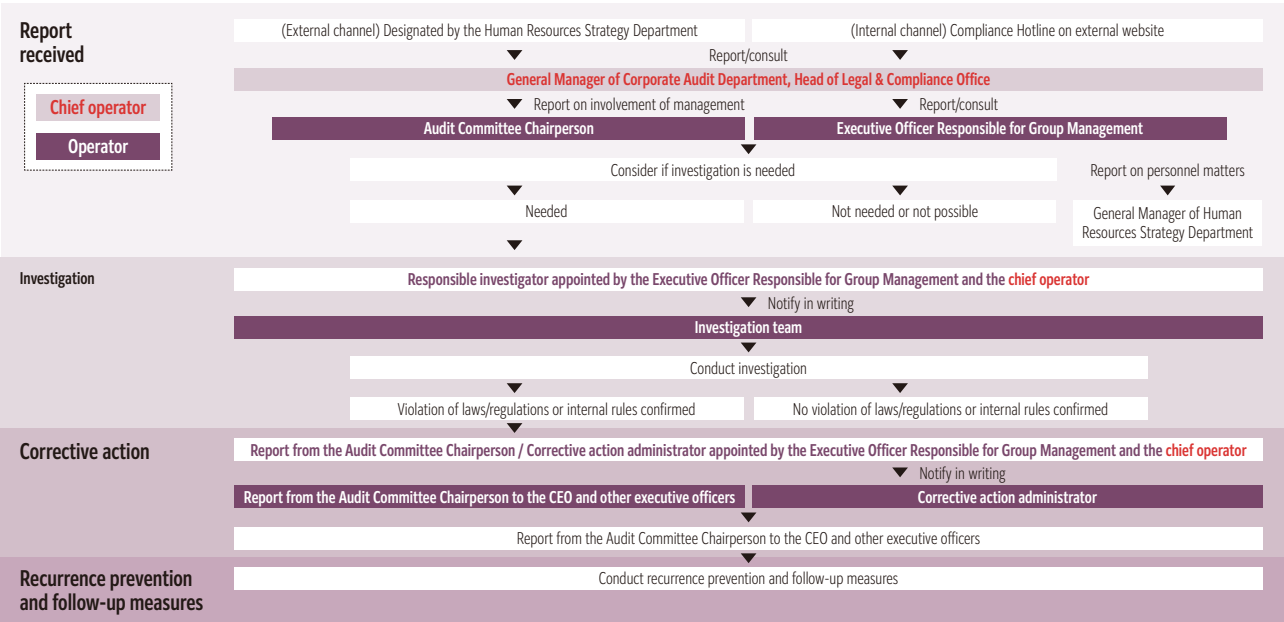 Report
received
Chief operator
Operator
(External channel) Designated by the Human Resources Strategy Department
(Internal channel) Compliance Hotline on external website
Report/consult
General Manager of Corporate Audit Department, Head of Legal & Compliance Office
Report on involvement of management
Report/consult
Audit Committee Chairperson
Executive Officer Responsible for Group Management
Consider if investigation is needed
Report on personnel matters
Needed
Not needed or not possible
General Manager of Human
Resources Strategy Department
Investigation
Responsible investigator appointed by the Executive Officer Responsible for Group Management and the chief operator
Notify in writing
Investigation team
Conduct investigation
Violation of laws/regulations or internal rules confirmed
No violation of laws/regulations or internal rules confirmed
Corrective action
Report from the Audit Committee Chairperson / Corrective action administrator appointed by the Executive Officer Responsible for Group Management and the chief operator
Notify in writing
Report from the Audit Committee Chairperson to the CEO and other executive officers
Corrective action administrator
Report from the Audit Committee Chairperson to the CEO and other executive officers
Recurrence prevention
and follow-up measures
Conduct recurrence prevention and follow-up measures